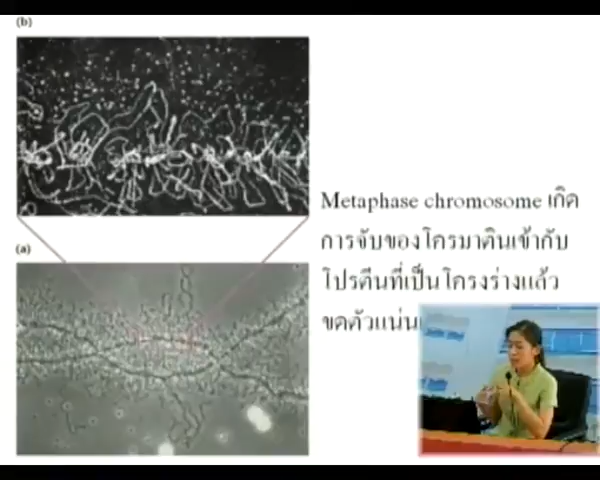 (b)
Metaphase chromosome เกิด
การจับของโครมาตินเข้ากับ
(a)
โปรตีนที่เป็นโครงร่างแล้ว
ขดตัวแน่น